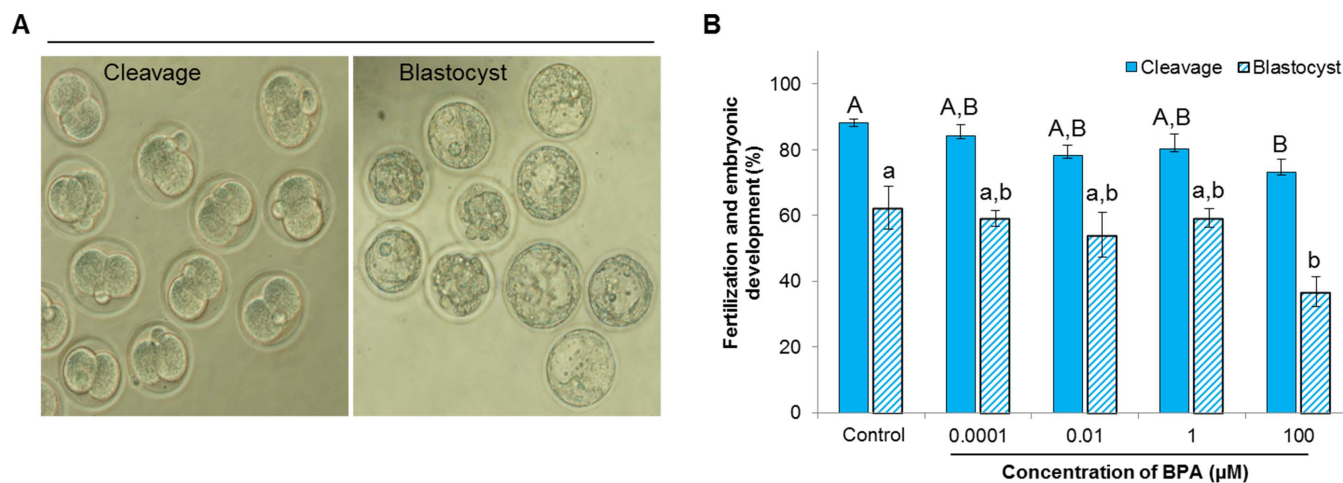 A
Cleavage
Blastocyst
B
Cleavage
Blastocyst
Fertilization and embryonic
development (%)
100
80
60
40
20
0
A
a
A,B
a,b
A,B
a,b
A,B
a,b
B
b
Control
0.0001
0.01
1
100
Concentration of BPA (µM)